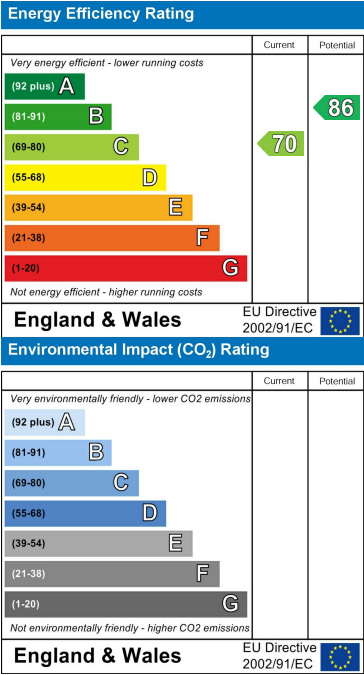 Energy Efficiency Rating
Current
Potential
Very energy efficient - lower running costs
(92 plus) A
(81-91) B
(69-80) C
(55-68) D
(39-54) E
(21-38) F
(1-20) G
70
86
Not energy efficient - higher running costs
England & Wales
EU Directive
2002/91/EC
Environmental Impact (CO₂) Rating
Current
Potential
Very environmentally friendly - lower CO2 emissions
(92 plus) A
(81-91) B
(69-80) C
(55-68) D
(39-54) E
(21-38) F
(1-20) G
Not environmentally friendly - higher CO2 emissions
England & Wales
EU Directive
2002/91/EC